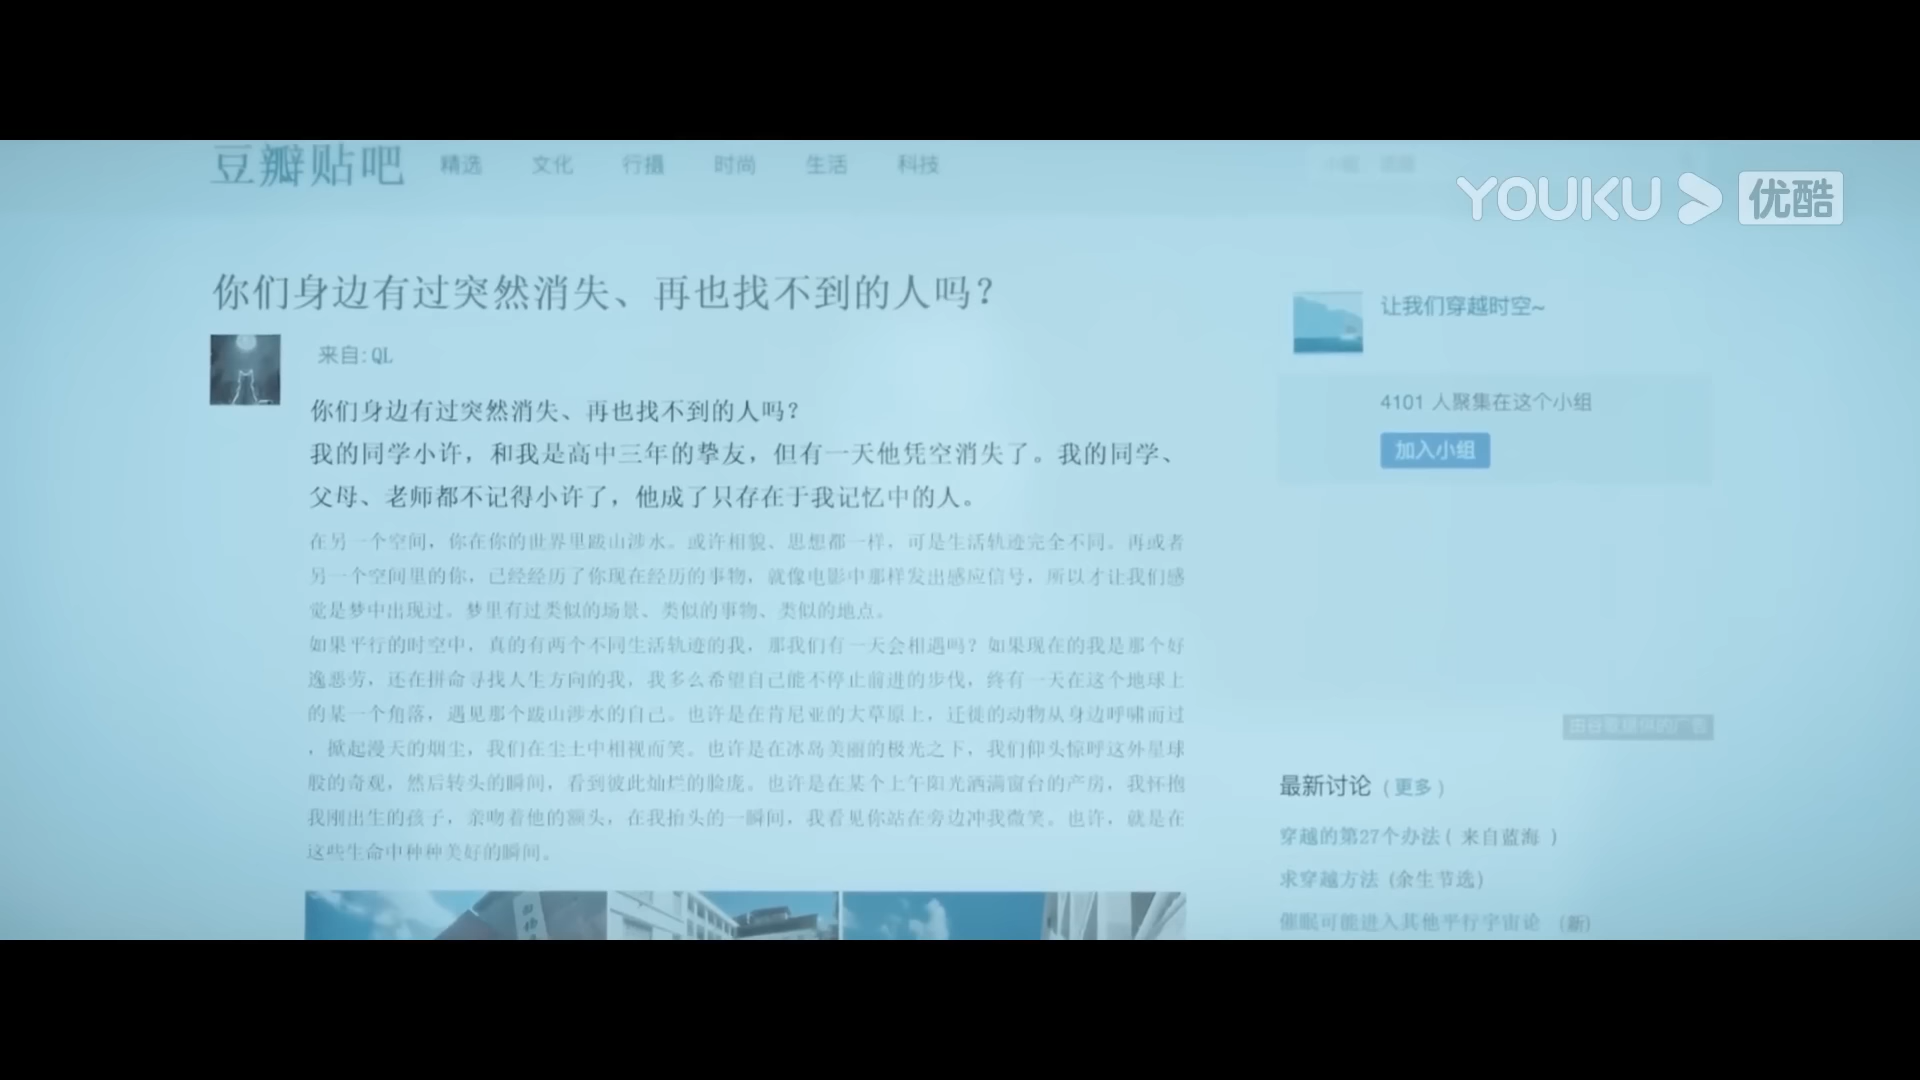 豆瓣贴吧 精选 文化 行摄 时尚 生活 科技
YOUKU 优酷
你们身边有过突然消失、再也找不到的人吗？
来自:QL
你们身边有过突然消失、再也找不到的人吗？
我的同学小许，和我是高中三年的挚友，但有一天他凭空消失了。我的同学、
父母、老师都不记得小许了，他成了只存在于我记忆中的人。
在另一个空间，你在你的世界里跋山涉水。或许相貌、思想都一样，可是生活轨迹完全不同。再或者
另一个空间里的你，已经经历了你现在经历的事物，就像电影中那样发出感应信号，所以才让我们感
觉是梦中出现过。梦里有过类似的场景、类似的事物、类似的地点。
如果平行的时空中，真的有两个不同生活轨迹的我，那我们有一天会相遇吗？如果现在的我是那个好
逸恶劳，还在拼命寻找人生方向的我，我多么希望自己能不停止前进的步伐，终有一天在这个地球上
的某一个角落，遇见那个跋山涉水的自己。也许是在肯尼亚的大草原上，迁徙的动物从身边呼啸而过
，掀起漫天的烟尘，我们在尘土中相视而笑。也许是在冰岛美丽的极光之下，我们仰头惊呼这外星球
般的奇观，然后转头的瞬间，看到彼此灿烂的脸庞。也许是在某个上午阳光洒满窗台的产房，我怀抱
我刚出生的孩子，亲吻着他的额头，在我抬头的一瞬间，我看见你站在旁边冲我微笑。也许，就是在
这些生命中种种美好的瞬间。
让我们穿越时空~
4101 人聚集在这个小组
加入小组
由谷歌提供的广告
最新讨论 （更多）
穿越的第27个办法（来自蓝海 ）
求穿越方法 (余生节选)
催眠可能进入其他平行宇宙论 （新）